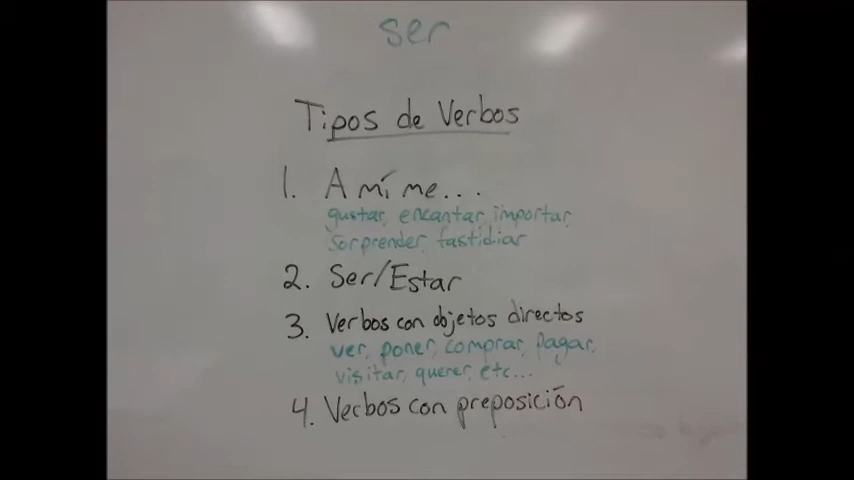 ser
Tipos de Verbos
1. A mí me...
gustar, encantar, importar,
sorprender, fastidiar
2. Ser/Estar
3. Verbos con objetos directos
ver, poner, comprar, pagar,
visitar, querer, etc...
4. Verbos con preposición